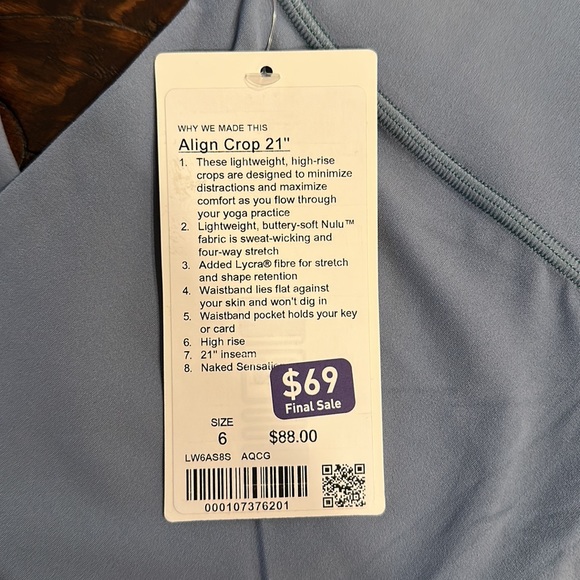 WHY WE MADE THIS
Align Crop 21"
1. These lightweight, high-rise
crops are designed to minimize
distractions and maximize
comfort as you flow through
your yoga practice
2. Lightweight, buttery-soft Nulu™
fabric is sweat-wicking and
four-way stretch
3. Added Lycra® fibre for stretch
and shape retention
4. Waistband lies flat against
your skin and won't dig in
5. Waistband pocket holds your key
or card
6. High rise
7. 21" inseam
8. Naked
$69
Final Sale
SIZE
6 $88.00
LW6AS8S AQCG
000107376201